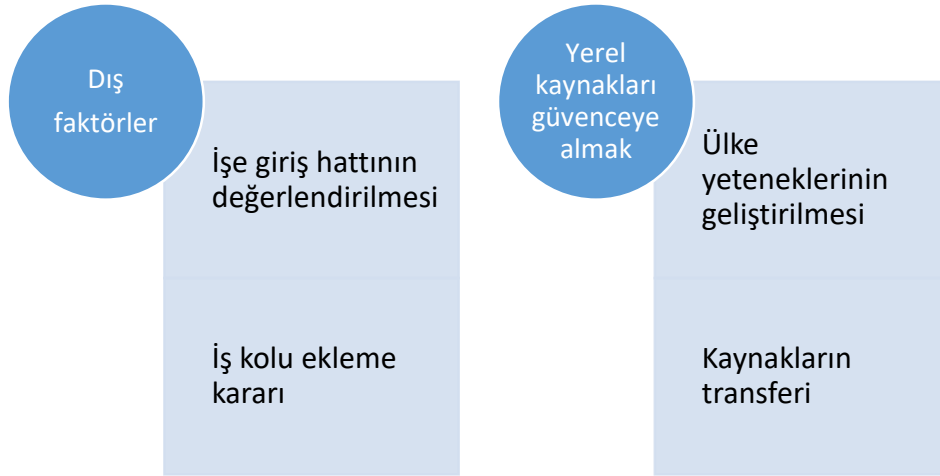 Dış
faktörler
İşe giriş hattının
değerlendirilmesi
İş kolu ekleme
kararı
Yerel
kaynakları
güvenceye
almak
Ülke
yeteneklerinin
geliştirilmesi
Kaynakların
transferi